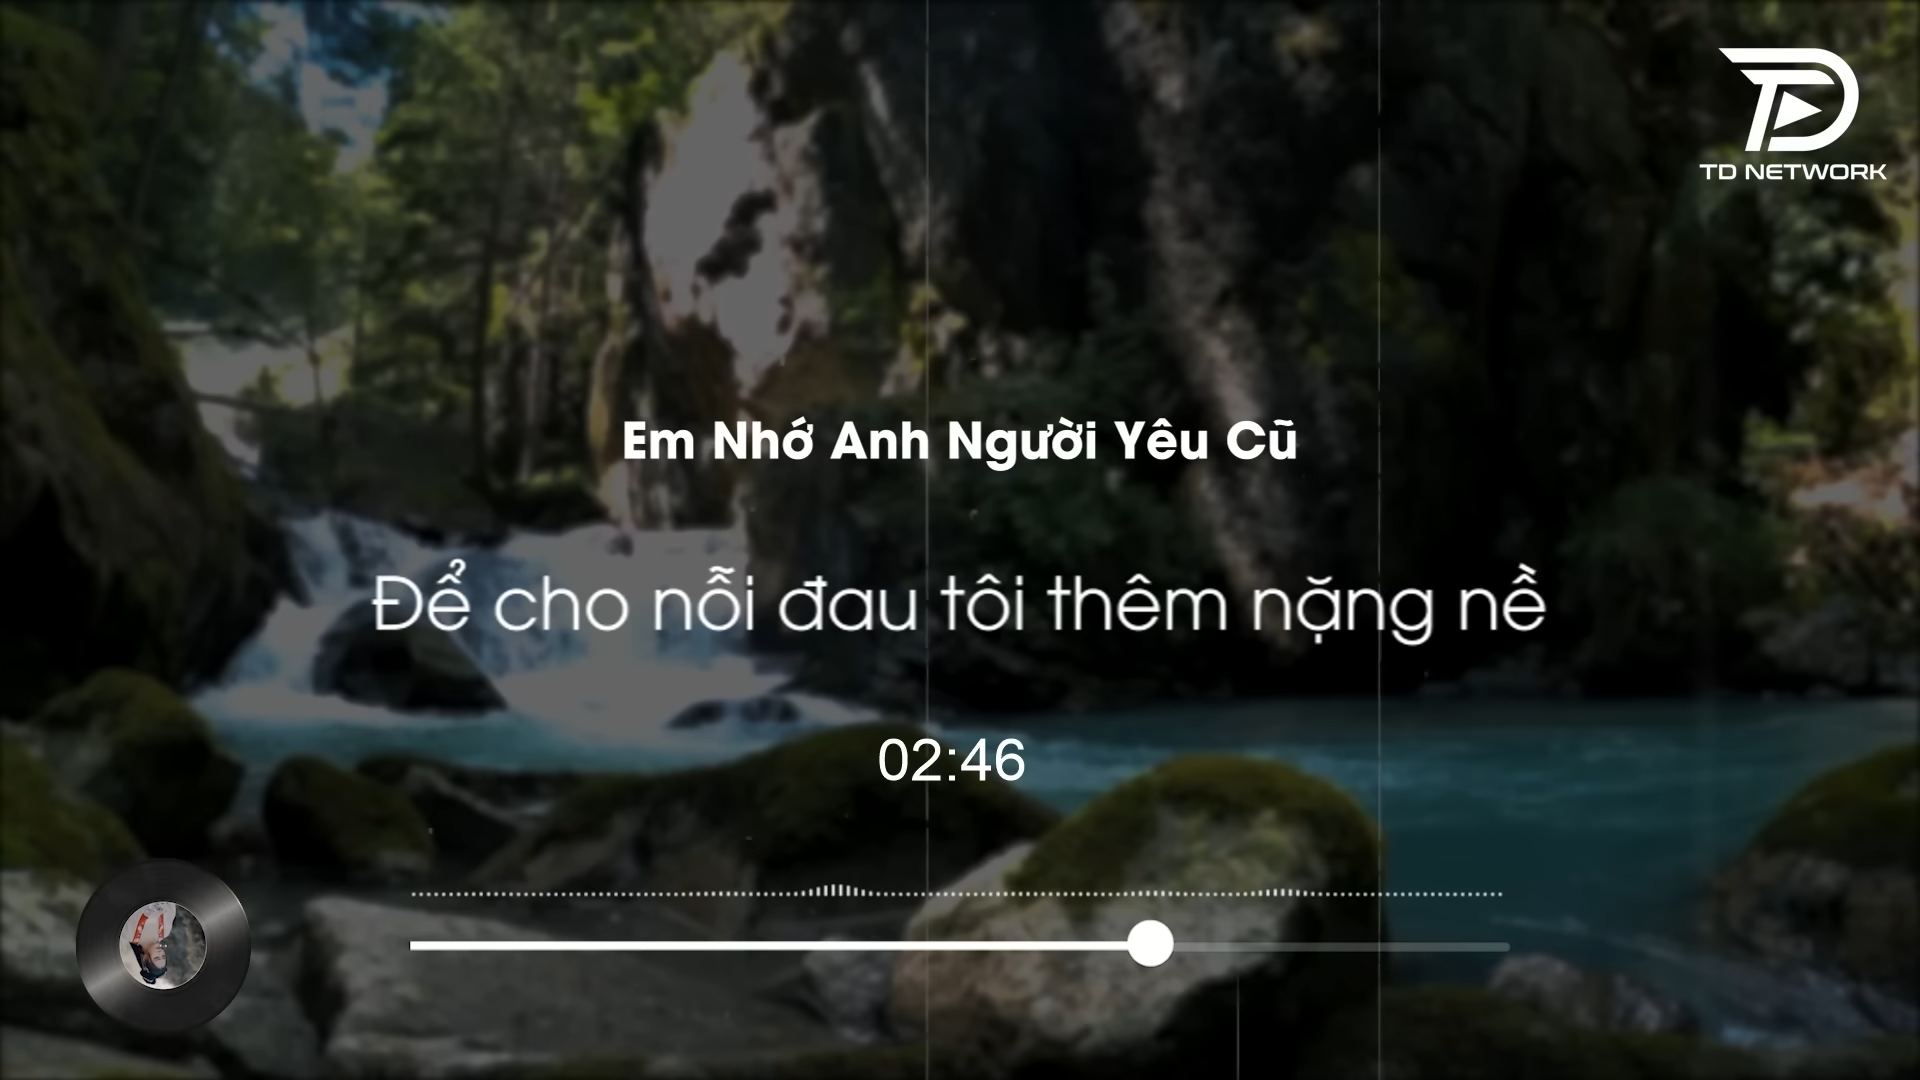 TD NETWORK
Em Nhớ Anh Người Yêu Cũ
Để cho nỗi đau tôi thêm nặng nề
02:46